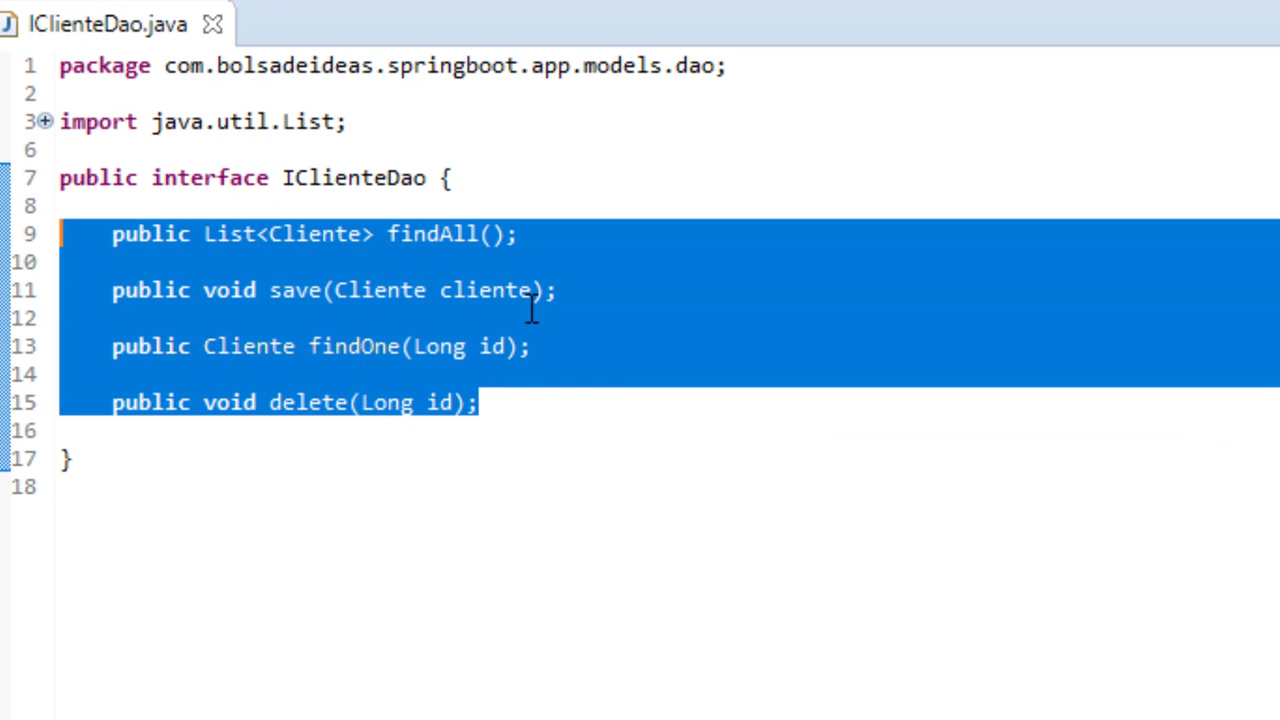 IClienteDao.java
1 package com.bolsadeideas.springboot.app.models.dao;
2
3 import java.util.List;
6
7 public interface IClienteDao {
8
9 public List<Cliente> findAll();
10
11 public void save(Cliente cliente);
12
13 public Cliente findOne(Long id);
14
15 public void delete(Long id);
16
17 }
18